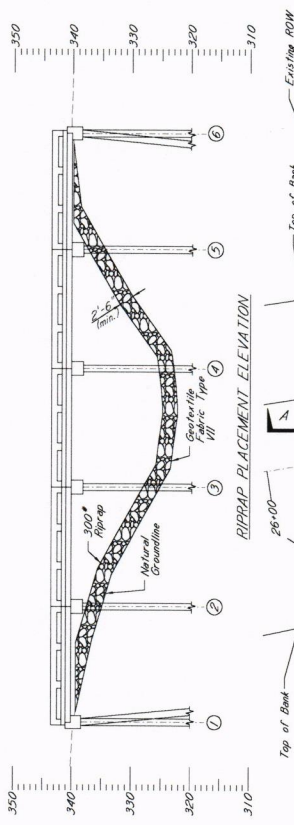 350
340
330
320
310
350
340
330
320
310
300# Riprap
Natural
Groundline
2'-6"
(min.)
Geotextile
Fabric Type
VII
1
2
3
4
5
6
RIPRAP PLACEMENT ELEVATION
Top of Bank
26+00
A
Top of Bank
Existing ROW